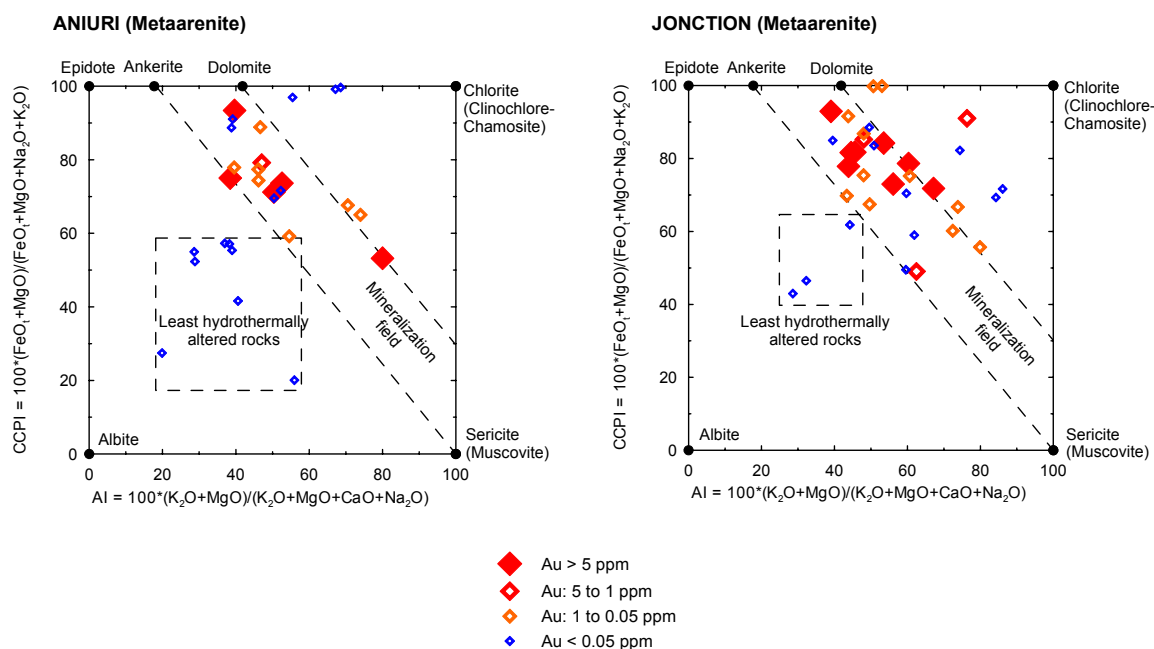 ANIURI (Metaarenite)
Epidote
Ankerite
Dolomite
Chlorite
(Clinochlore-
Chamosite)
100
80
60
40
20
0
CCPI = 100*(FeOt+MgO)/(FeOt+MgO+Na2O+K2O)
Mineralization
field
Least hydrothermally
altered rocks
Albite
Sericite
(Muscovite)
0 20 40 60 80 100
AI = 100*(K2O+MgO)/(K2O+MgO+CaO+Na2O)
JONCTION (Metaarenite)
Epidote
Ankerite
Dolomite
Chlorite
(Clinochlore-
Chamosite)
100
80
60
40
20
0
CCPI = 100*(FeOt+MgO)/(FeOt+MgO+Na2O+K2O)
Mineralization
field
Least hydrothermally
altered rocks
Albite
Sericite
(Muscovite)
0 20 40 60 80 100
AI = 100*(K2O+MgO)/(K2O+MgO+CaO+Na2O)
Au > 5 ppm
Au: 5 to 1 ppm
Au: 1 to 0.05 ppm
Au < 0.05 ppm